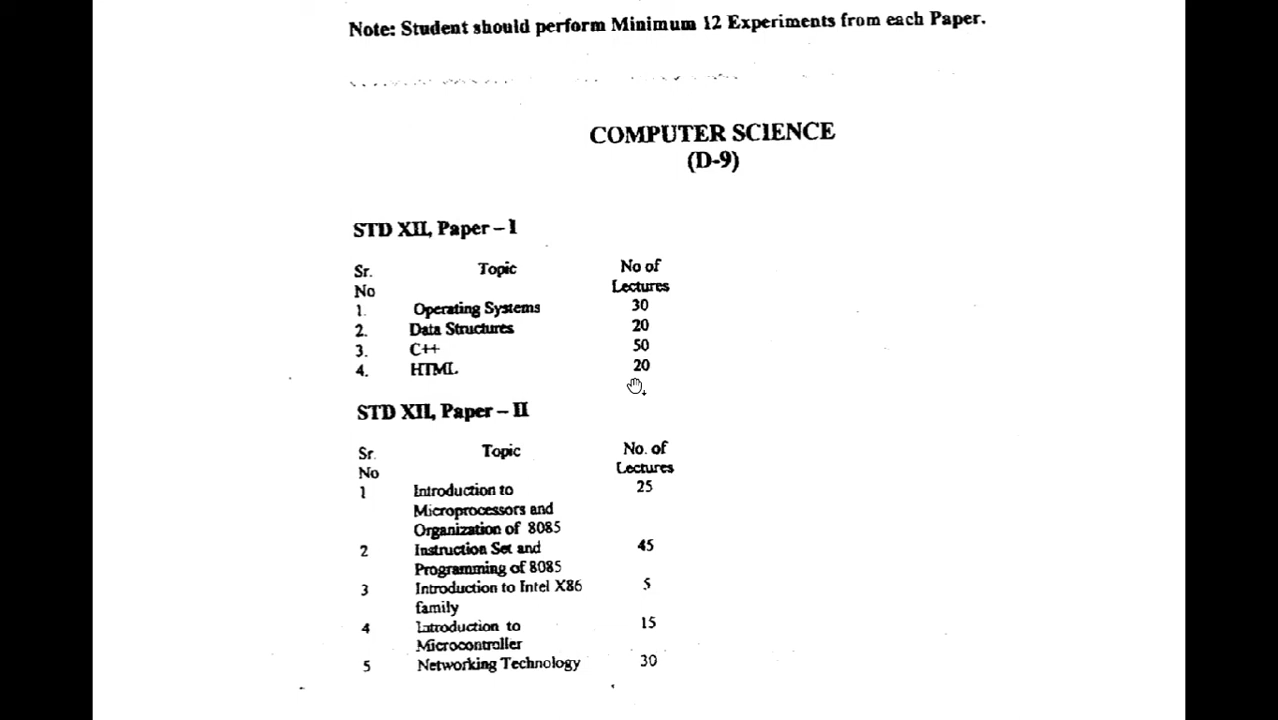 Note: Student should perform Minimum 12 Experiments from each Paper.
COMPUTER SCIENCE
(D-9)
STD XII, Paper – I
Sr. No Topic No of Lectures
1. Operating Systems 30
2. Data Structures 20
3. C++ 50
4. HTML 20
STD XII, Paper – II
Sr. No Topic No. of Lectures
1 Introduction to 25
Microprocessors and
Organization of 8085
2 Instruction Set and 45
Programming of 8085
3 Introduction to Intel X86 5
family
4 Introduction to 15
Microcontroller
5 Networking Technology 30